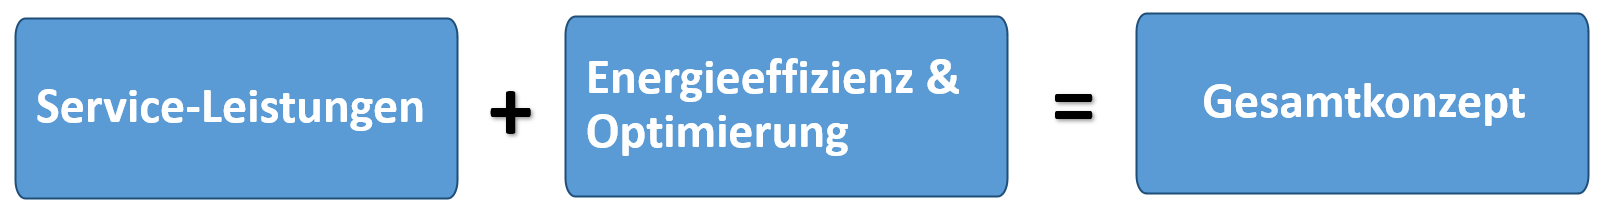 Service-Leistungen
+
Energieeffizienz &
Optimierung
=
Gesamtkonzept